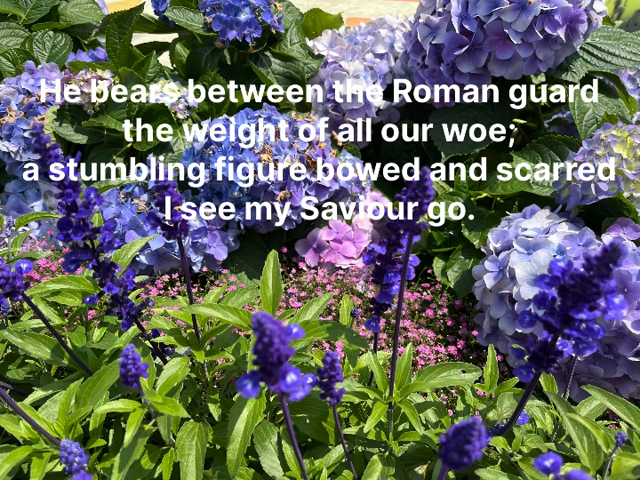 He bears between the Roman guard
the weight of all our woe;
a stumbling figure bowed and scarred
I see my Saviour go.